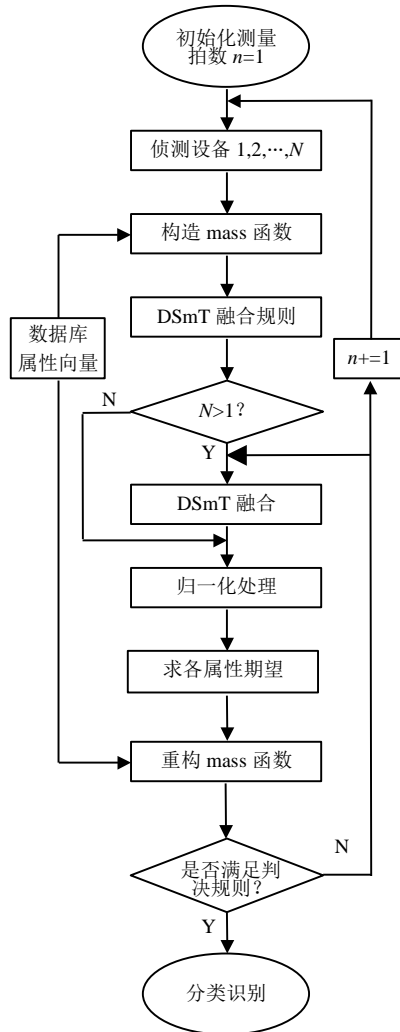 初始化测量
拍数 n=1
侦测设备 1,2,⋯,N
构造 mass 函数
DSmT 融合规则
数据库
属性向量
n+=1
N>1?
N
Y
DSmT 融合
归一化处理
求各属性期望
重构 mass 函数
是否满足判
决规则?
N
Y
分类识别